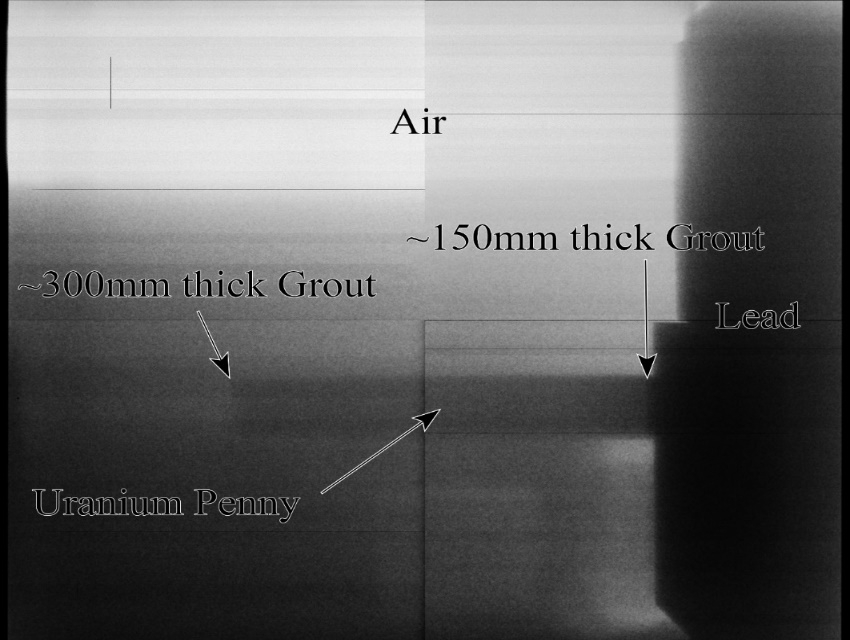 Air
~150mm thick Grout
~300mm thick Grout
Lead
Uranium Penny